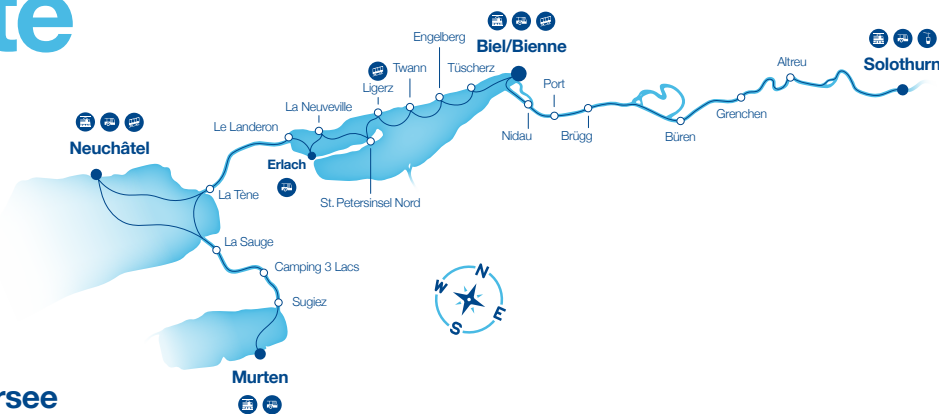 te
Engelberg
Biel/Bienne
Twann
Tüscherz
Ligerz
La Neuveville
Le Landeron
Erlach
St. Petersinsel Nord
Neuchâtel
La Tène
La Sauge
Camping 3 Lacs
Sugiez
Murten
Nidau
Port
Brügg
Büren
Grenchen
Altreu
Solothurn
N
W
E
S
rsee